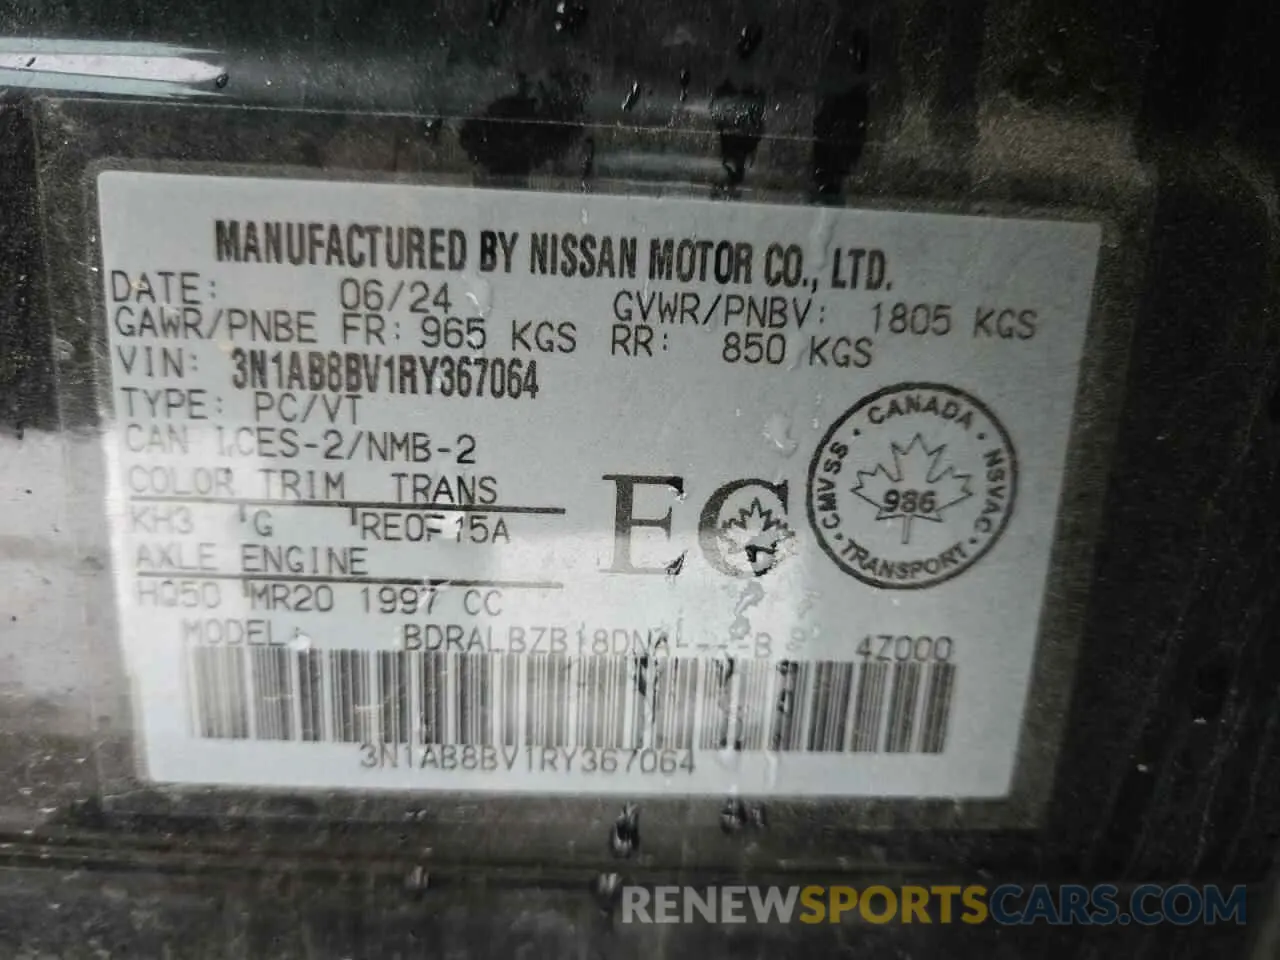 MANUFACTURED BY NISSAN MOTOR CO., LTD.
DATE: 06/24 GVWR/PNBV: 1805 KGS
GAWR/PNBE FR: 965 KGS RR: 850 KGS
VIN: 3N1AB8BV1RY367064
TYPE: PC/VT
CAN ICES-2/NMB-2
COLOR TRIM TRANS
KH3 G RE0F15A
AXLE ENGINE
HQ50 MR20 1997 CC
EC
CANADA
CMVSS NSVAC
986
TRANSPORT
MODEL: 4Z000
3N1AB8BV1RY367064
RENEWSPORTSCARS.COM